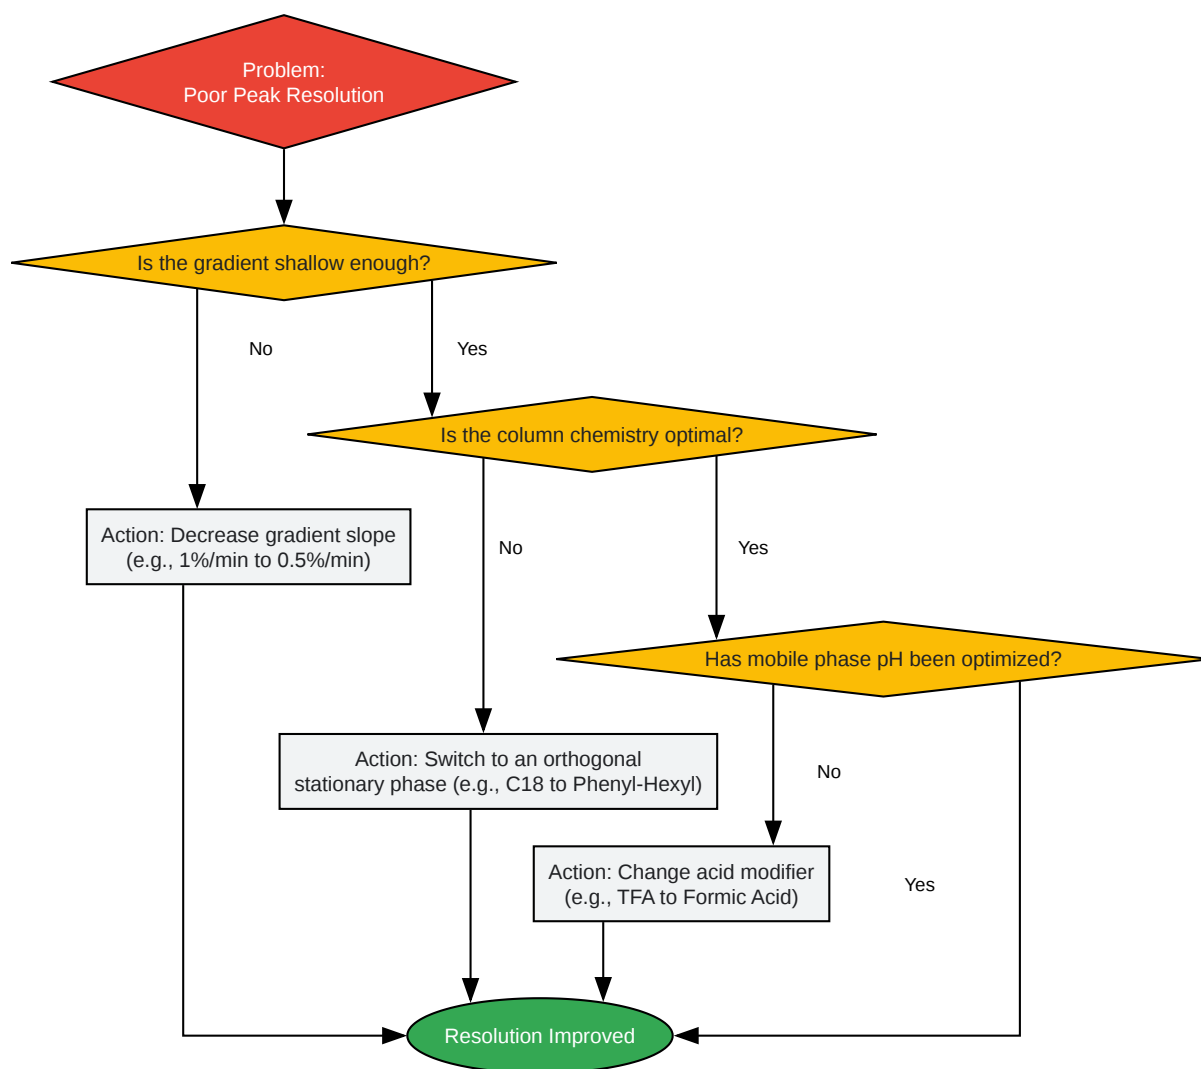 Problem:
Poor Peak Resolution
Is the gradient shallow enough?
No
Yes
Is the column chemistry optimal?
Action: Decrease gradient slope
(e.g., 1%/min to 0.5%/min)
No
Yes
Has mobile phase pH been optimized?
Action: Switch to an orthogonal
stationary phase (e.g., C18 to Phenyl-Hexyl)
No
Action: Change acid modifier
(e.g., TFA to Formic Acid)
Yes
Resolution Improved